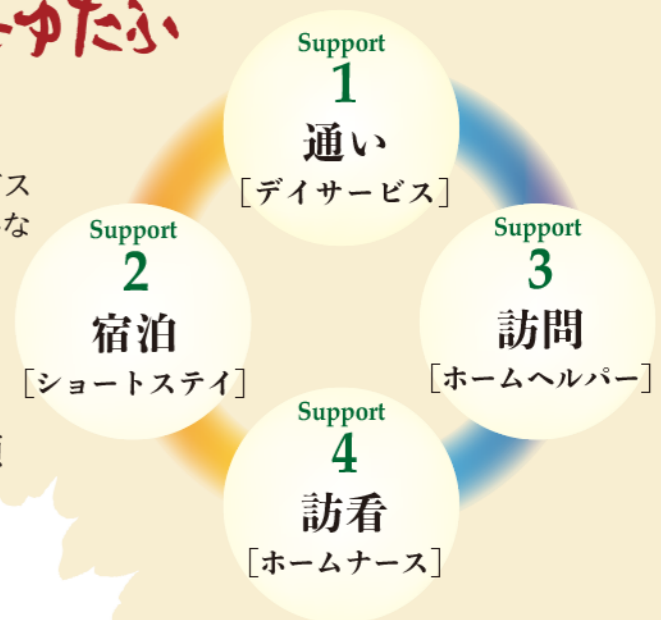 ゆたふ
Support
1
通い
[デイサービス]
ス
な
Support
2
宿泊
[ショートステイ]
Support
3
訪問
[ホームヘルパー]
Support
4
訪看
[ホームナース]